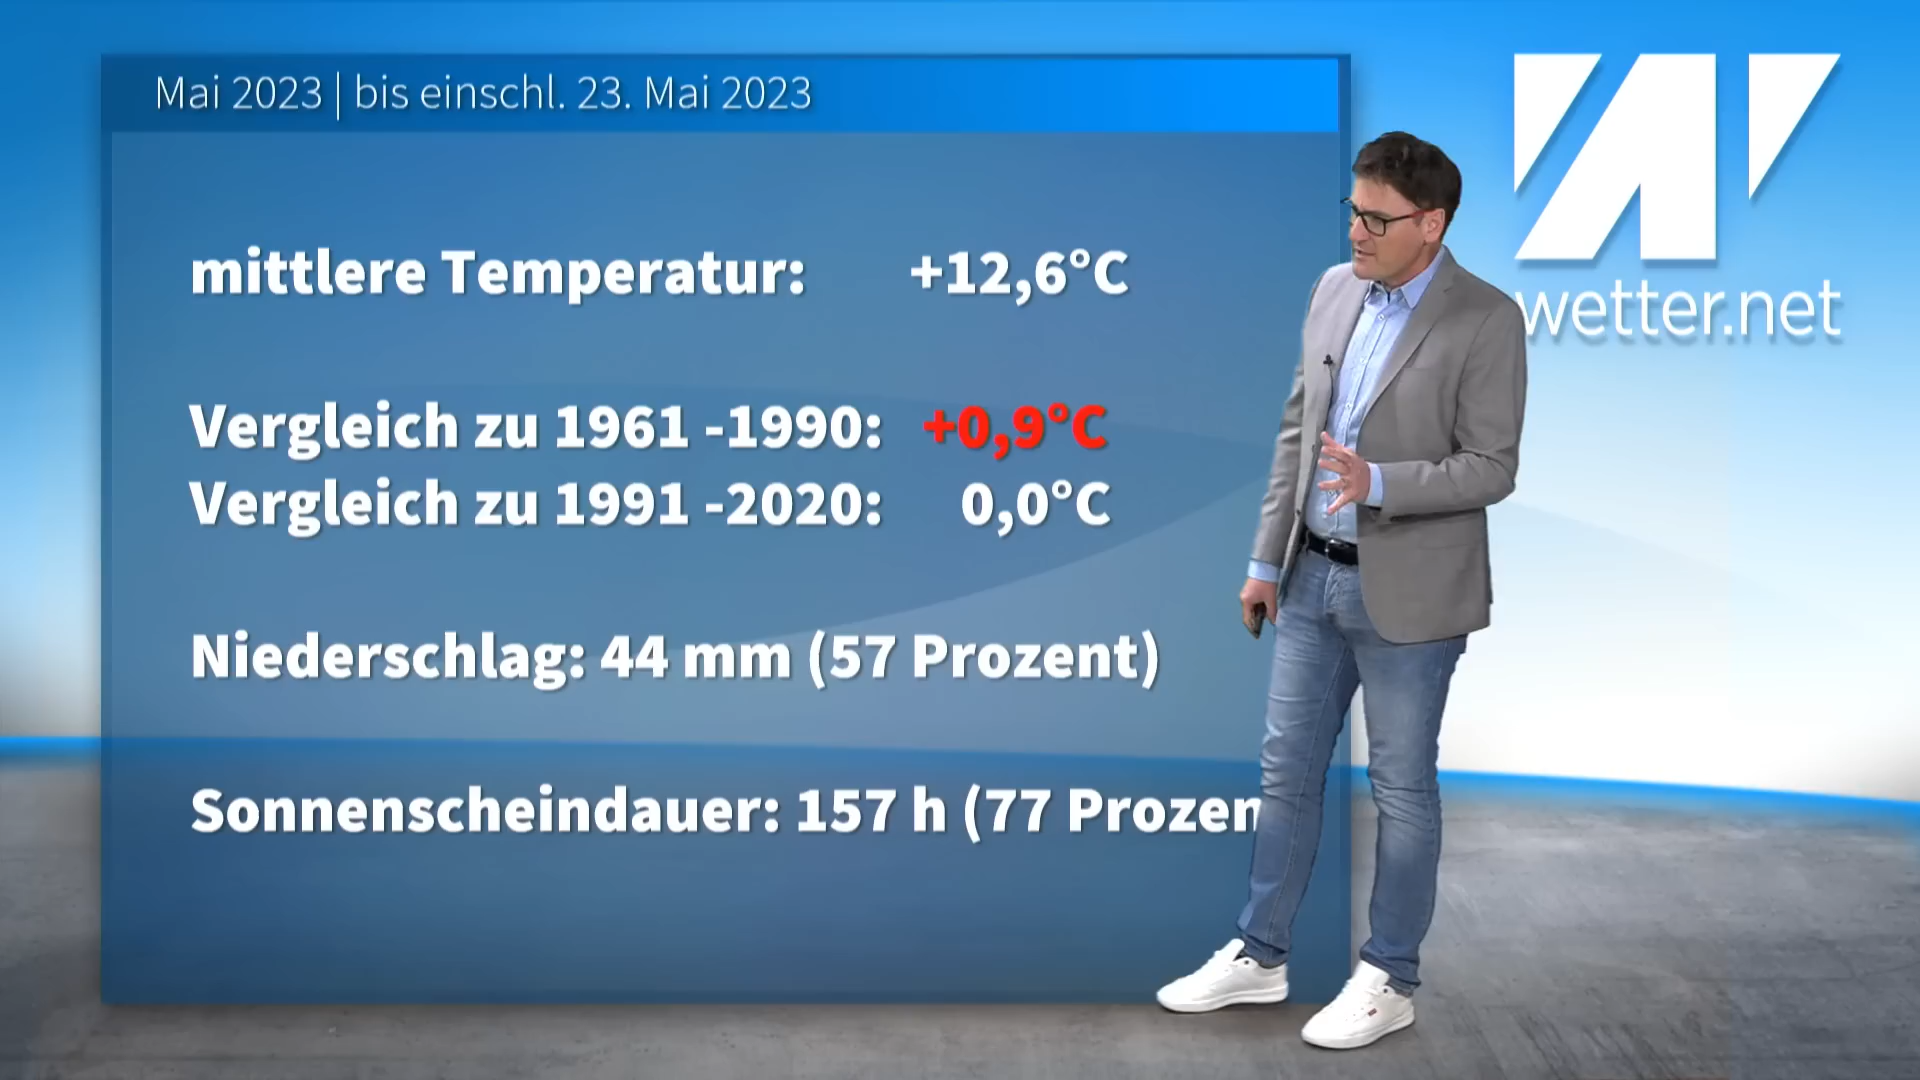 Mai 2023 | bis einschl. 23. Mai 2023
mittlere Temperatur: +12,6°C
Vergleich zu 1961 -1990: +0,9°C
Vergleich zu 1991 -2020: 0,0°C
Niederschlag: 44 mm (57 Prozent)
Sonnenscheindauer: 157 h (77 Prozen
wetter.net